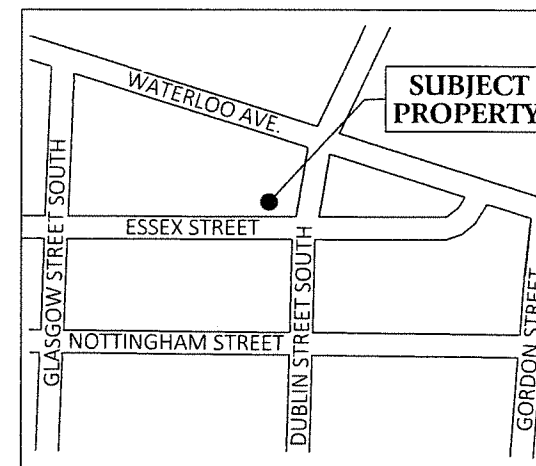 WATERLOO AVE.
SUBJECT
PROPERTY
ESSEX STREET
GLASGOW STREET SOUTH
DUBLIN STREET SOUTH
NOTTINGHAM STREET
GORDON STREET